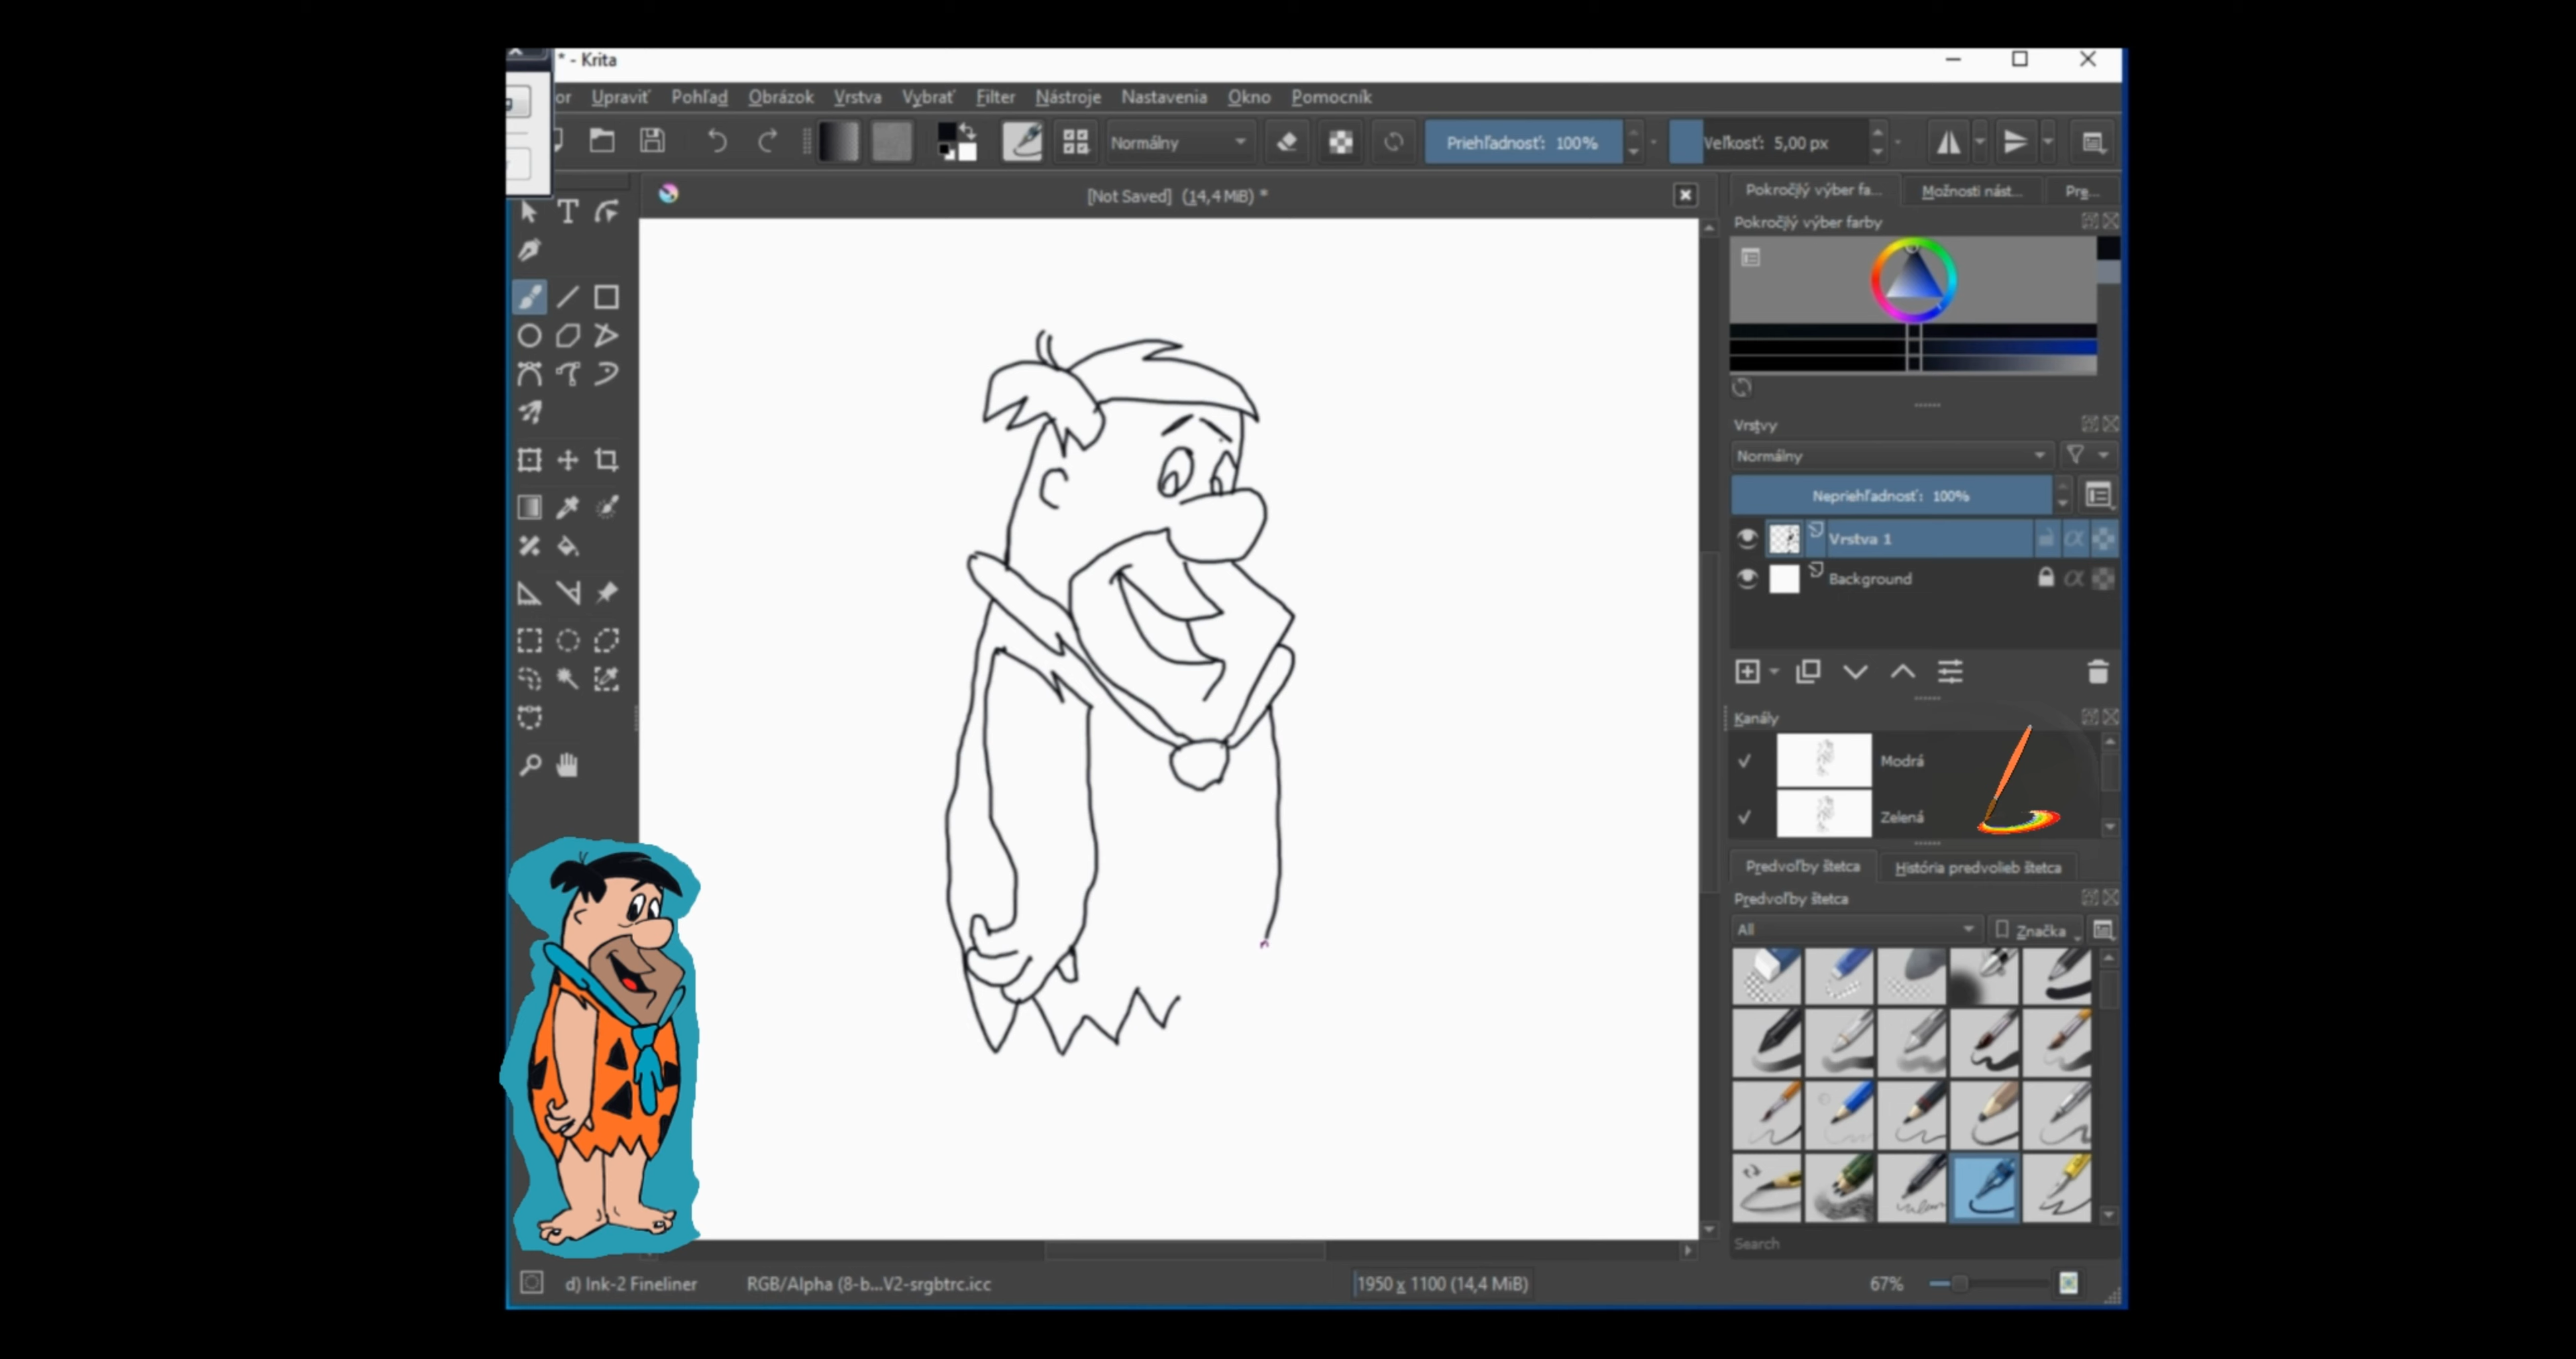 * - Krita
or Upraviť Pohľad Obrázok Vrstva Vybrať Filter Nástroje Nastavenia Okno Pomocník
Normálny Priehľadnosť: 100% Veľkosť: 5,00 px
[Not Saved] (14,4 MiB) *
Pokročilý výber fa... Možnosti nást... Pre...
Pokročilý výber farby
Vrstvy
Normálny
Nepriehľadnosť: 100%
Vrstva 1
Background
Kanály
Modrá
Zelená
Predvoľby štetca História predvolieb štetca
Predvoľby štetca
All Značka
Search
d) Ink-2 Fineliner RGB/Alpha (8-b...V2-srgbtrc.icc 1950 x 1100 (14,4 MiB) 67%